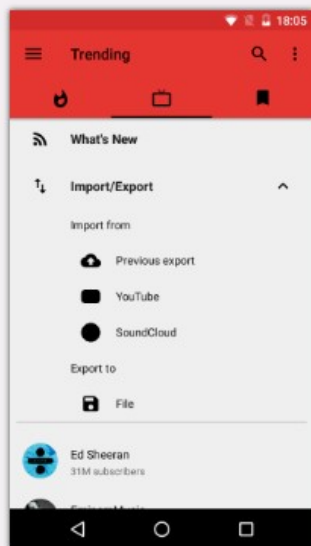 18:05
Trending
What's New
Import/Export
Import from
Previous export
YouTube
SoundCloud
Export to
File
Ed Sheeran
31M subscribers
EminemMusic